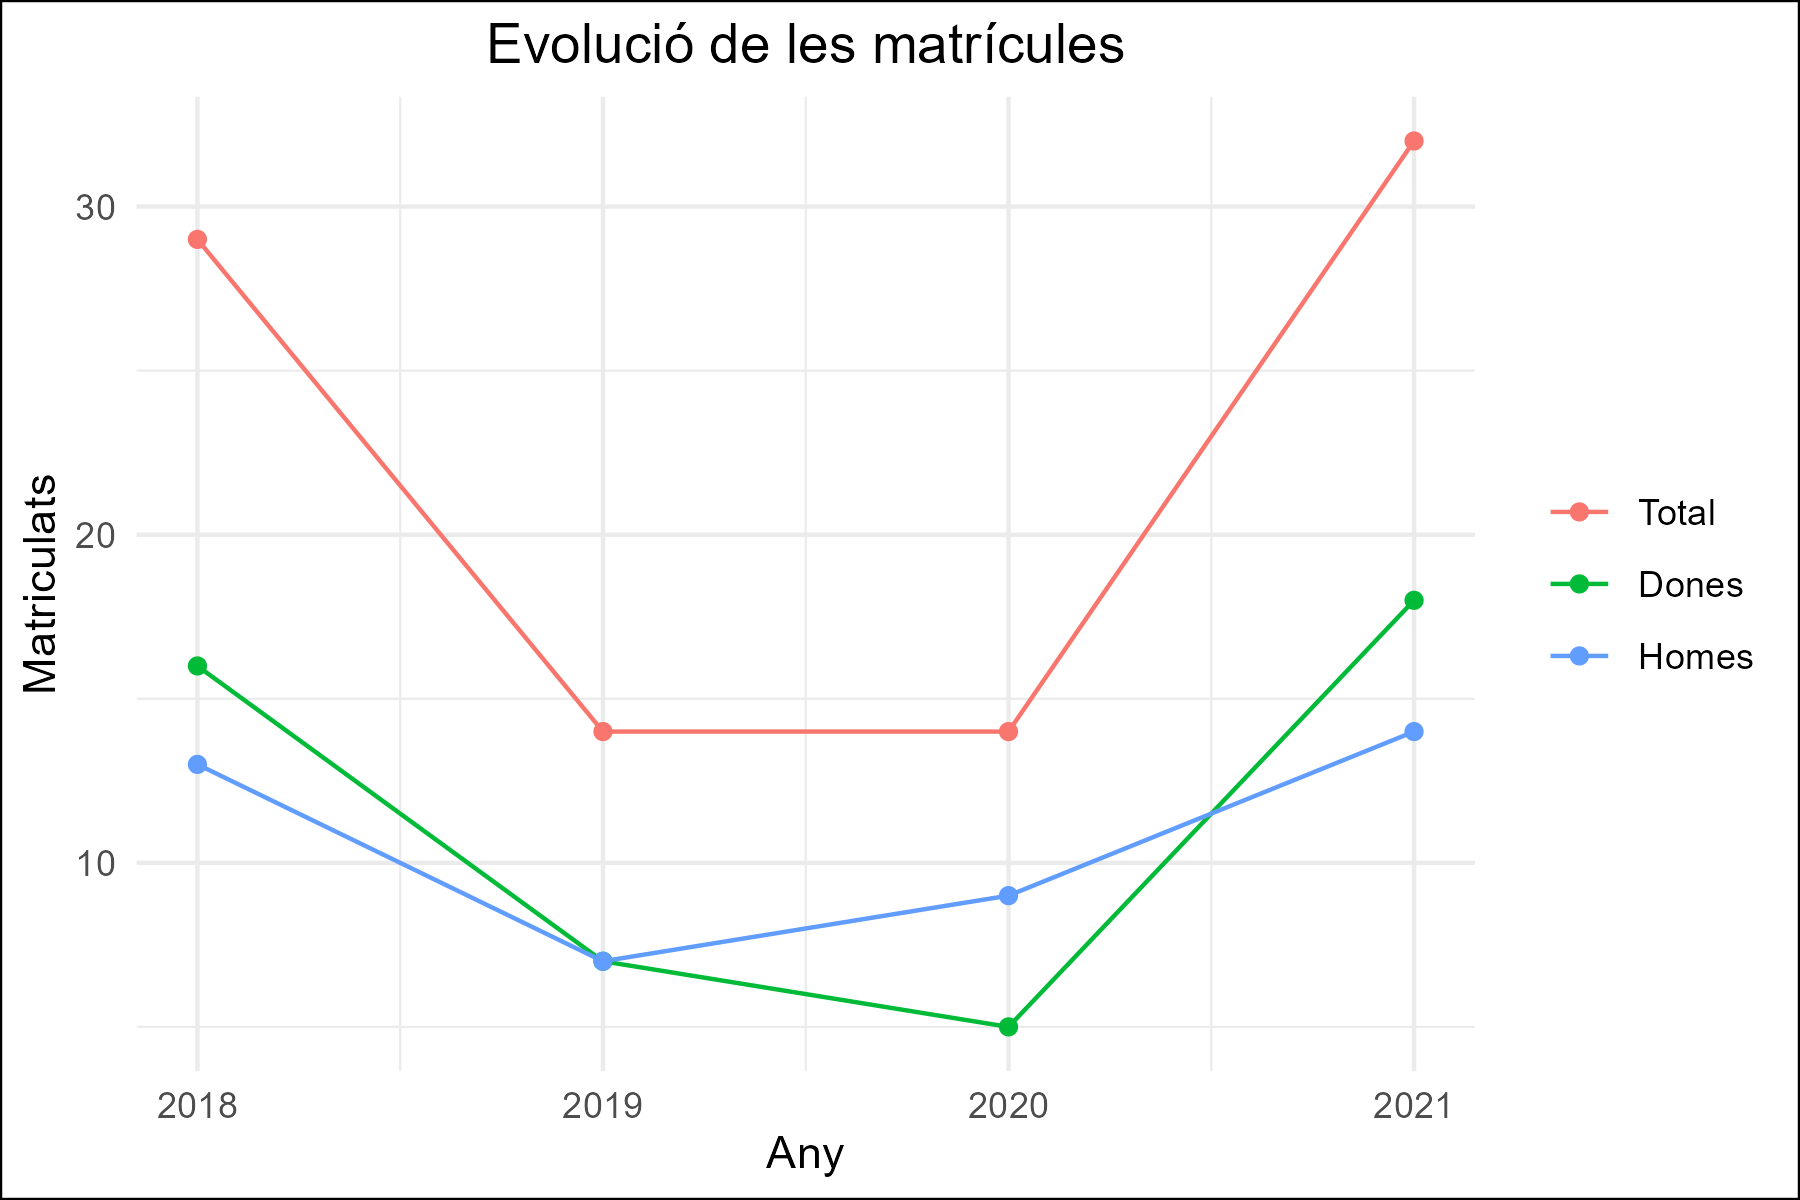 Evolució de les matrícules
Matriculats
30
20
10
2018
2019
2020
2021
Any
Total
Dones
Homes